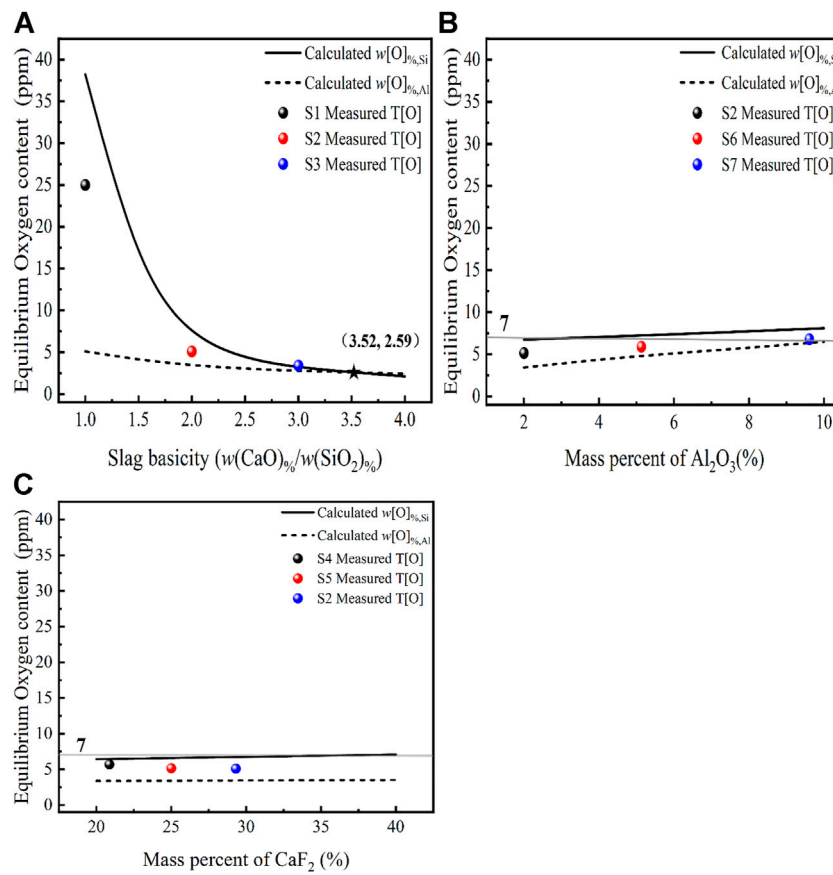 A
Equilibrium Oxygen content (ppm)
40
35
30
25
20
15
10
5
0
Calculated w[O]%,Si
Calculated w[O]%,Al
S1 Measured T[O]
S2 Measured T[O]
S3 Measured T[O]
(3.52, 2.59)
1.0 1.5 2.0 2.5 3.0 3.5 4.0
Slag basicity (w(CaO)%/w(SiO2)%)
B
Equilibrium Oxygen content (ppm)
40
35
30
25
20
15
10
5
0
Calculated w[O]%,S
Calculated w[O]%,A
S2 Measured T[O]
S6 Measured T[O]
S7 Measured T[O]
7
2 4 6 8 10
Mass percent of Al2O3(%)
C
Equilibrium Oxygen content (ppm)
40
35
30
25
20
15
10
5
0
Calculated w[O]%,Si
Calculated w[O]%,Al
S4 Measured T[O]
S5 Measured T[O]
S2 Measured T[O]
7
20 25 30 35 40
Mass percent of CaF2 (%)